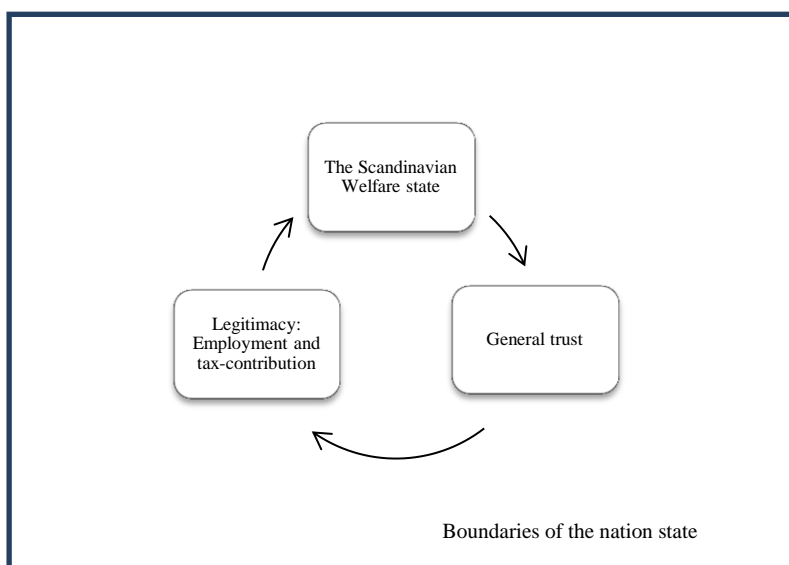 The Scandinavian
Welfare state
Legitimacy:
Employment and
tax-contribution
General trust
Boundaries of the nation state